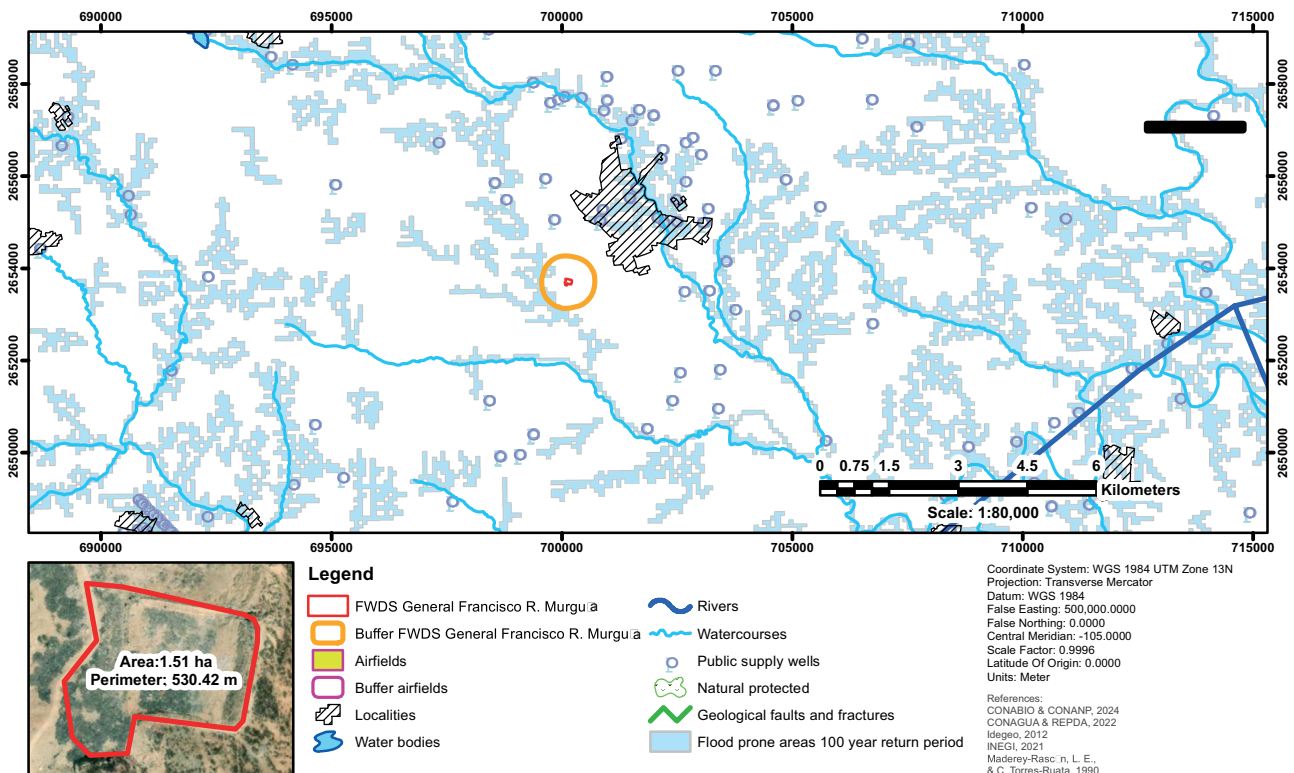 690000 695000 700000 705000 710000 715000
2658000 2658000
2656000 2656000
2654000 2654000
2652000 2652000
2650000 2650000
0 0.75 1.5 3 4.5 6
Kilometers
Scale: 1:80,000
690000 695000 700000 705000 710000 715000
Area:1.51 ha
Perimeter: 530.42 m
Legend
FWDS General Francisco R. Murgu□a
Buffer FWDS General Francisco R. Murgu□a
Airfields
Buffer airfields
Localities
Water bodies
Rivers
Watercourses
Public supply wells
Natural protected
Geological faults and fractures
Flood prone areas 100 year return period
Coordinate System: WGS 1984 UTM Zone 13N
Projection: Transverse Mercator
Datum: WGS 1984
False Easting: 500,000.0000
False Northing: 0.0000
Central Meridian: -105.0000
Scale Factor: 0.9996
Latitude Of Origin: 0.0000
Units: Meter
References:
CONABIO & CONANP, 2024
CONAGUA & REPDA, 2022
Idegeo, 2012
INEGI, 2021
Maderey-Rasc□n, L. E.,
& C. Torres-Ruata, 1990